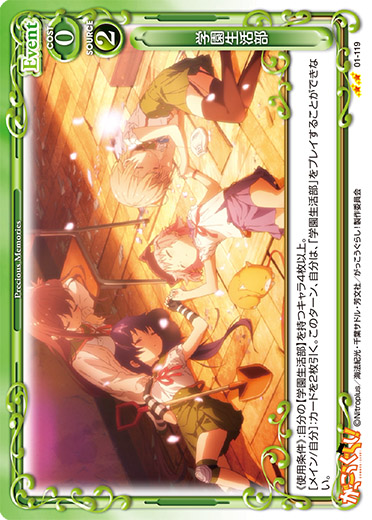 Event
COST
0
SOURCE
2
学園生活部
Precious Memories
《使用条件》:自分の【学園生活部】を持つキャラ4枚以上。
[メイン/自分]:カードを2枚引く。このターン、自分は、「学園生活部」をプレイすることができな
い。
がっこうぐらし!
©Nitroplus／海法紀光・千葉サドル・芳文社／がっこうぐらし!製作委員会
01-119